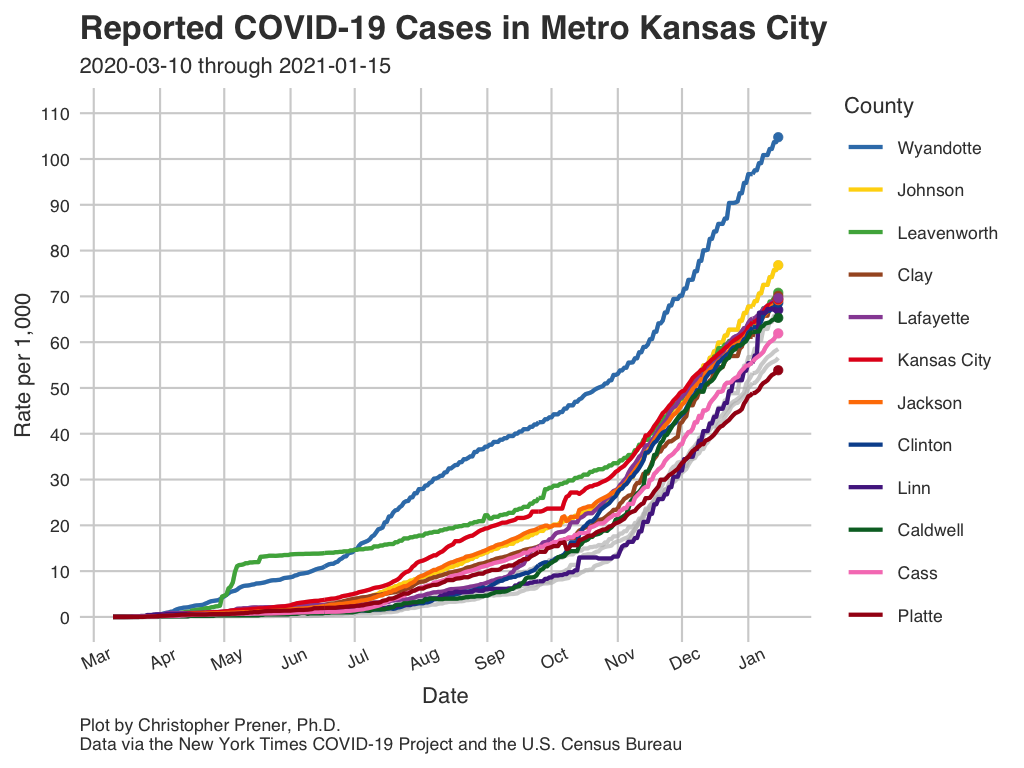 Reported COVID-19 Cases in Metro Kansas City
2020-03-10 through 2021-01-15
110
100
90
80
70
60
50
40
30
20
10
0
Rate per 1,000
Mar Apr May Jun Jul Aug Sep Oct Nov Dec Jan
Date
County
Wyandotte
Johnson
Leavenworth
Clay
Lafayette
Kansas City
Jackson
Clinton
Linn
Caldwell
Cass
Platte
Plot by Christopher Prener, Ph.D.
Data via the New York Times COVID-19 Project and the U.S. Census Bureau